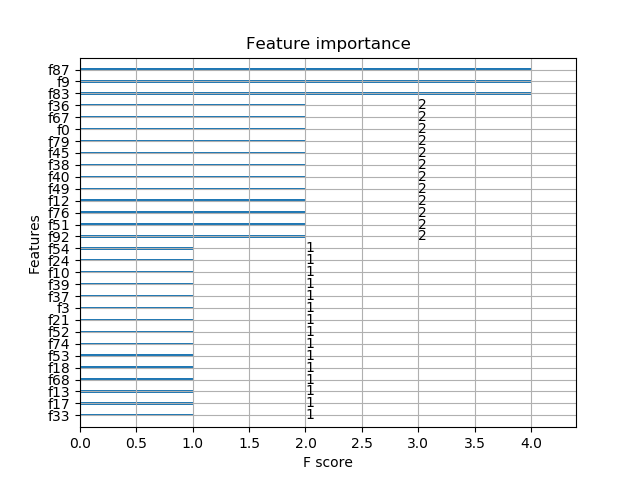 Feature importance
f87
f9
f83
f36 2
f67 2
f0 2
f79 2
f45 2
f38 2
f40 2
f49 2
f12 2
f76 2
f51 2
f92 2
f54 1
f24 1
f10 1
f39 1
f37 1
f3 1
f21 1
f52 1
f74 1
f53 1
f18 1
f68 1
f13 1
f17 1
f33 1
Features
0.0 0.5 1.0 1.5 2.0 2.5 3.0 3.5 4.0
F score